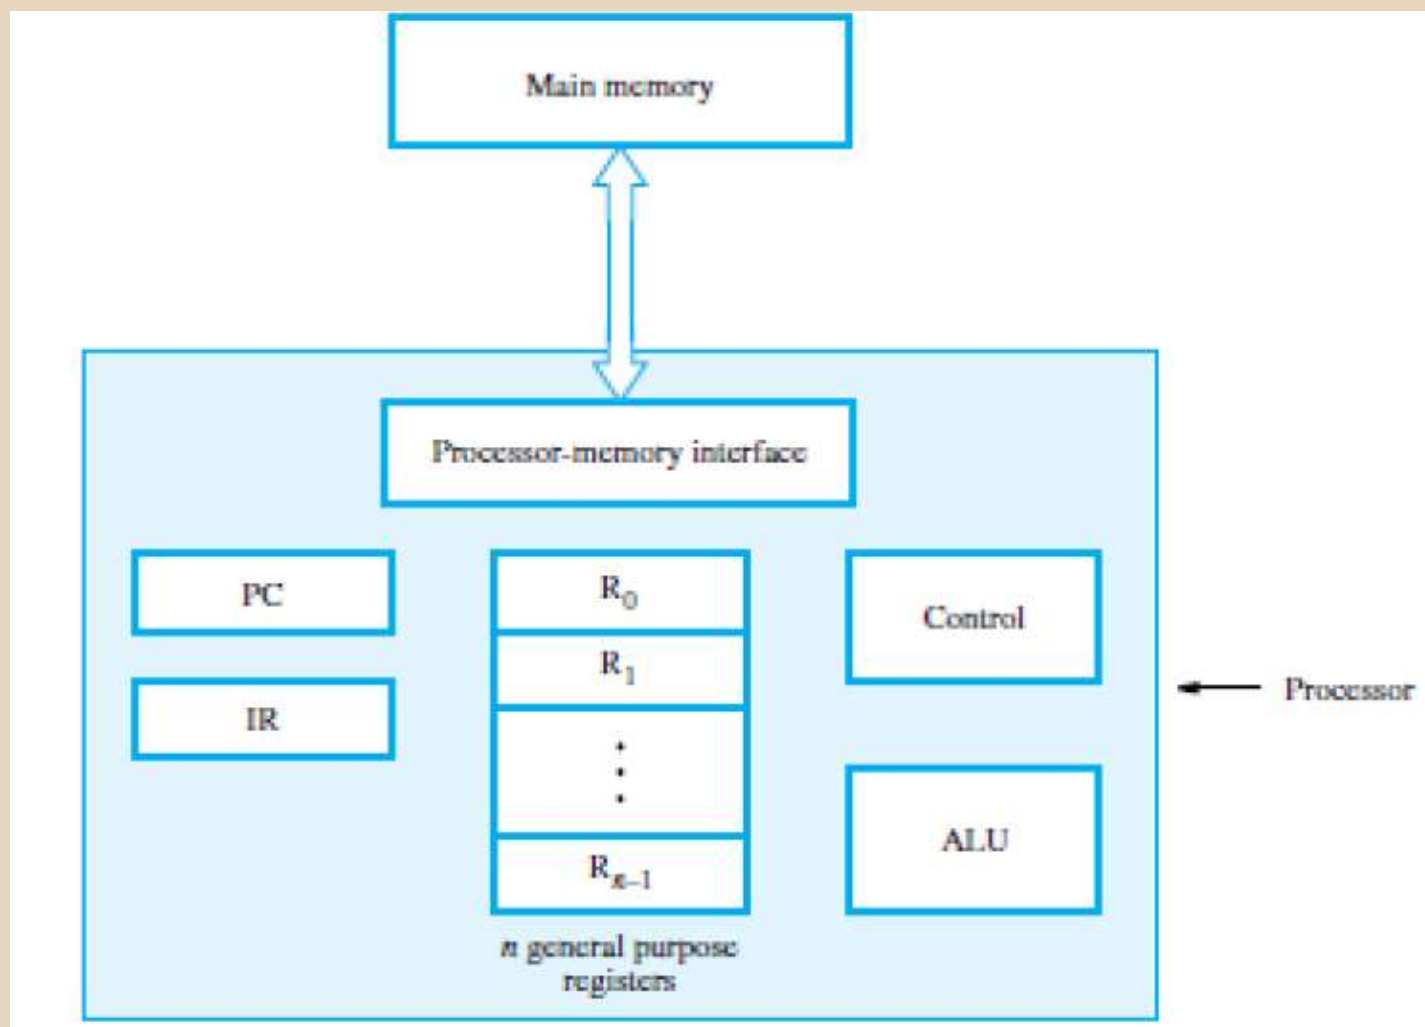 Main memory
Processor-memory interface
PC
IR
R0
R1
Rn–1
n general purpose
registers
Control
ALU
Processor